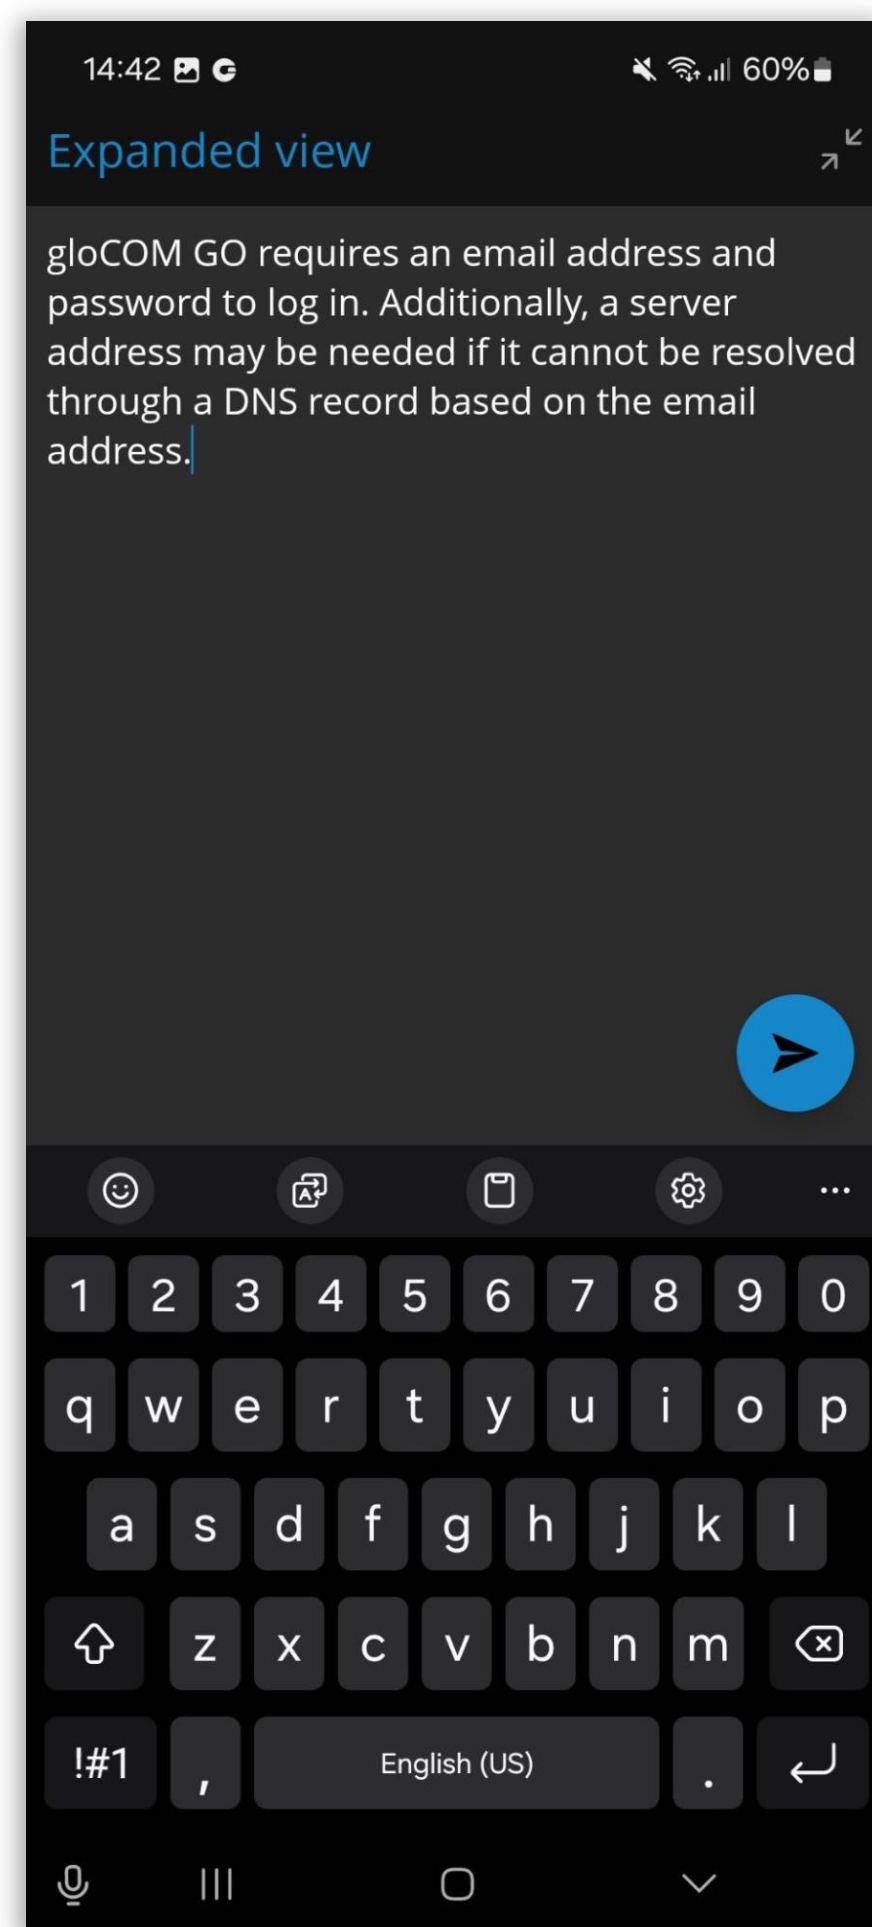 14:42 60%
Expanded view
gloCOM GO requires an email address and
password to log in. Additionally, a server
address may be needed if it cannot be resolved
through a DNS record based on the email
address.
1 2 3 4 5 6 7 8 9 0
q w e r t y u i o p
a s d f g h j k l
z x c v b n m
!#1 , English (US) .